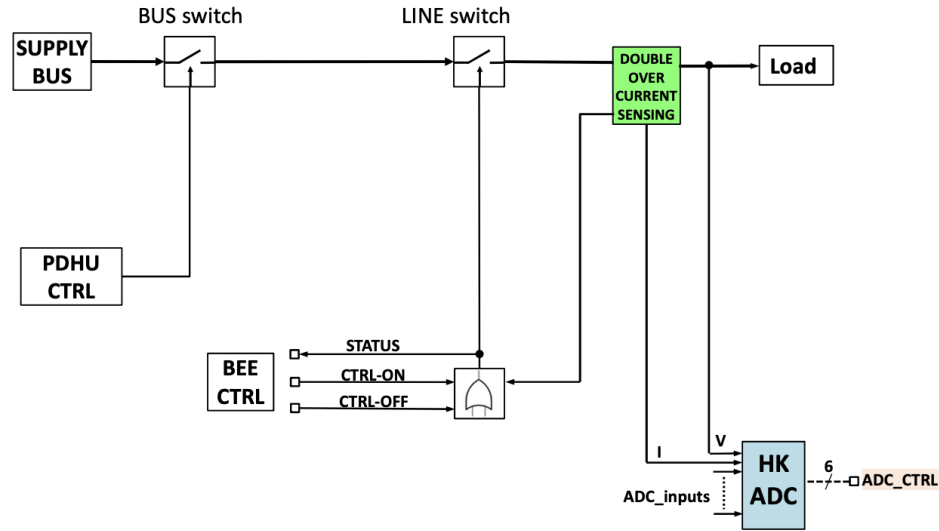 BUS switch
LINE switch
SUPPLY
BUS
DOUBLE
OVER
CURRENT
SENSING
Load
PDHU
CTRL
STATUS
BEE
CTRL
CTRL-ON
CTRL-OFF
V
I
HK
ADC
6
ADC_CTRL
ADC_inputs